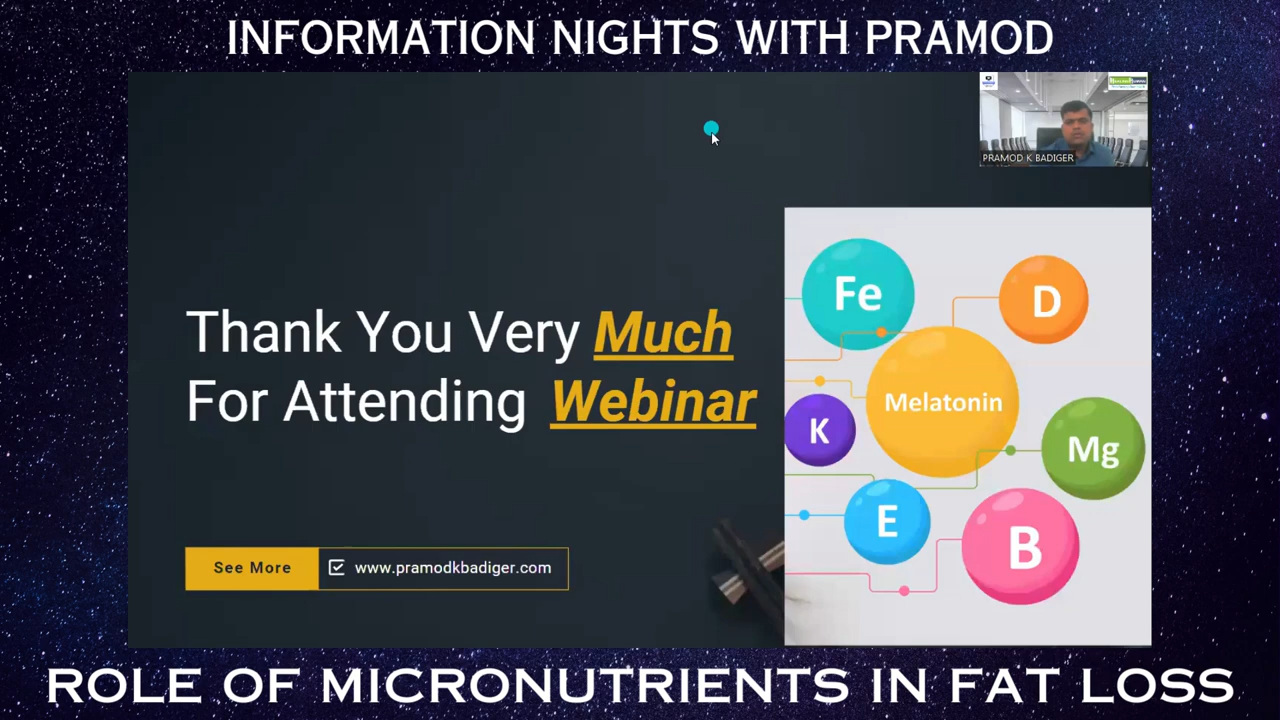 INFORMATION NIGHTS WITH PRAMOD
PRAMOD K BADIGER
Thank You Very Much
For Attending Webinar
See More
www.pramodkbadiger.com
Fe
D
Melatonin
K
Mg
E
B
ROLE OF MICRONUTRIENTS IN FAT LOSS